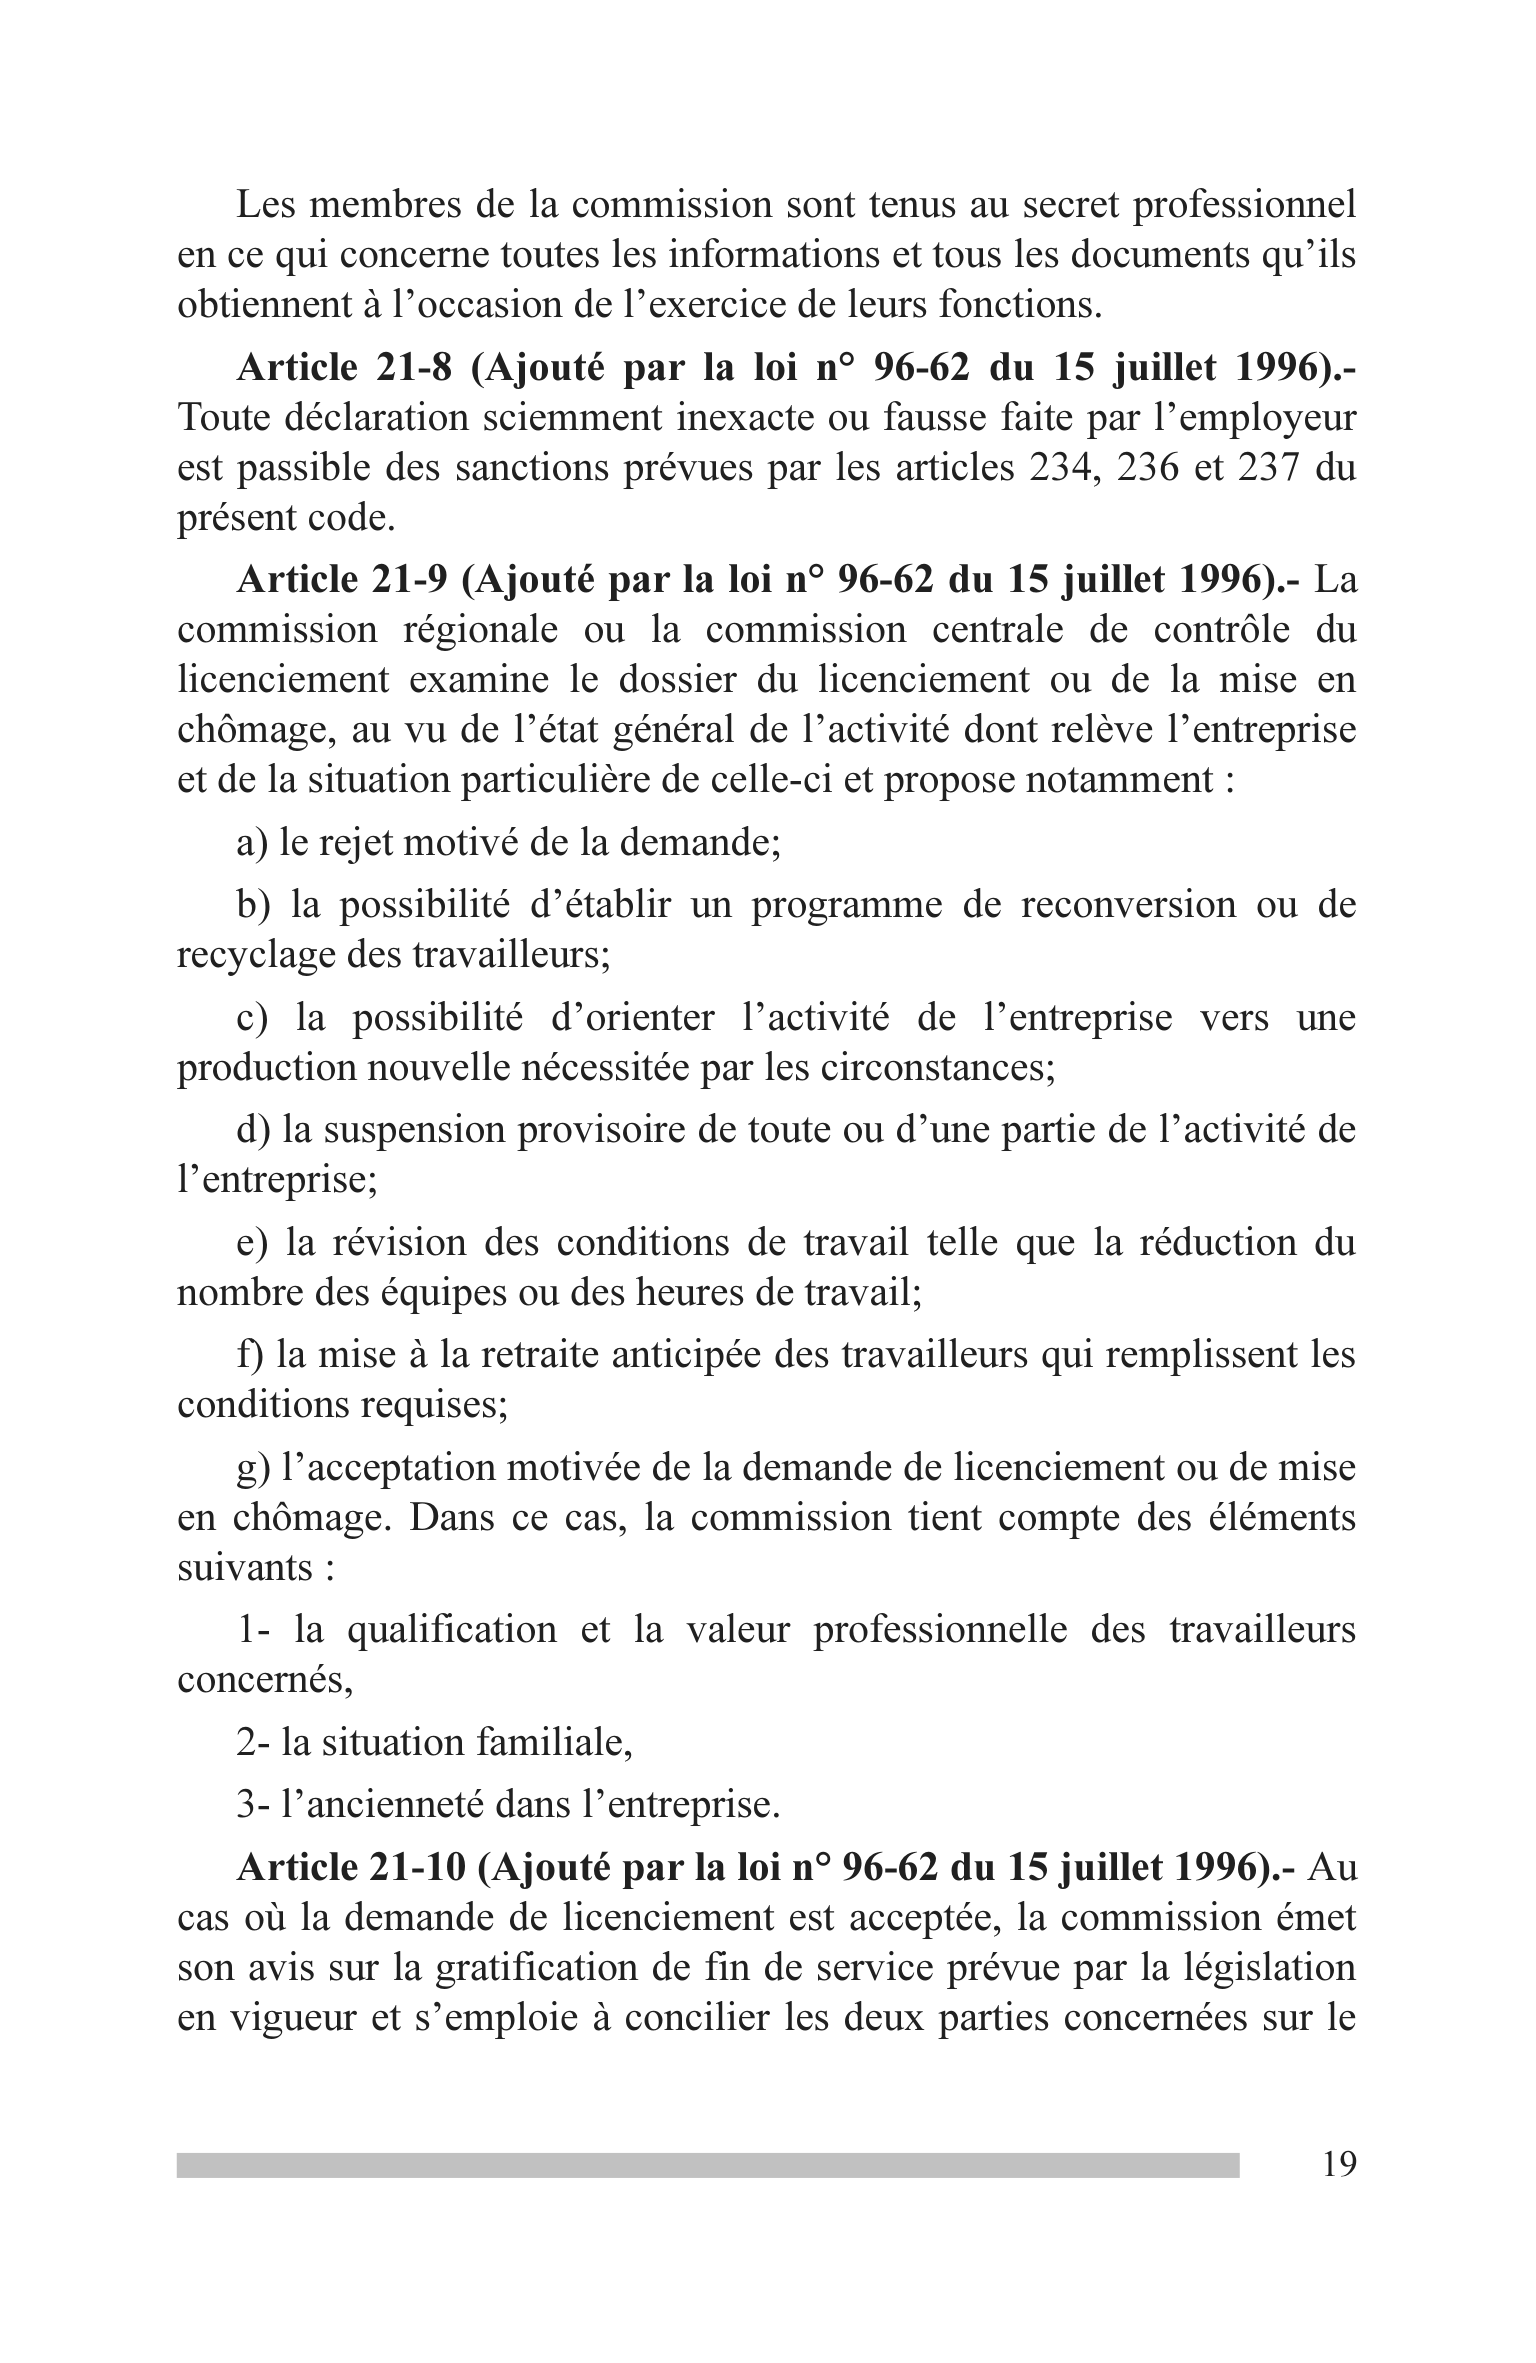 Les membres de la commission sont tenus au secret professionnel
en ce qui concerne toutes les informations et tous les documents qu’ils
obtiennent à l’occasion de l’exercice de leurs fonctions.
Article 21-8 (Ajouté par la loi n° 96-62 du 15 juillet 1996).-
Toute déclaration sciemment inexacte ou fausse faite par l’employeur
est passible des sanctions prévues par les articles 234, 236 et 237 du
présent code.
Article 21-9 (Ajouté par la loi n° 96-62 du 15 juillet 1996).- La
commission régionale ou la commission centrale de contrôle du
licenciement examine le dossier du licenciement ou de la mise en
chômage, au vu de l’état général de l’activité dont relève l’entreprise
et de la situation particulière de celle-ci et propose notamment :
a) le rejet motivé de la demande;
b) la possibilité d’établir un programme de reconversion ou de
recyclage des travailleurs;
c) la possibilité d’orienter l’activité de l’entreprise vers une
production nouvelle nécessitée par les circonstances;
d) la suspension provisoire de toute ou d’une partie de l’activité de
l’entreprise;
e) la révision des conditions de travail telle que la réduction du
nombre des équipes ou des heures de travail;
f) la mise à la retraite anticipée des travailleurs qui remplissent les
conditions requises;
g) l’acceptation motivée de la demande de licenciement ou de mise
en chômage. Dans ce cas, la commission tient compte des éléments
suivants :
1- la qualification et la valeur professionnelle des travailleurs
concernés,
2- la situation familiale,
3- l’ancienneté dans l’entreprise.
Article 21-10 (Ajouté par la loi n° 96-62 du 15 juillet 1996).- Au
cas où la demande de licenciement est acceptée, la commission émet
son avis sur la gratification de fin de service prévue par la législation
en vigueur et s’emploie à concilier les deux parties concernées sur le
19